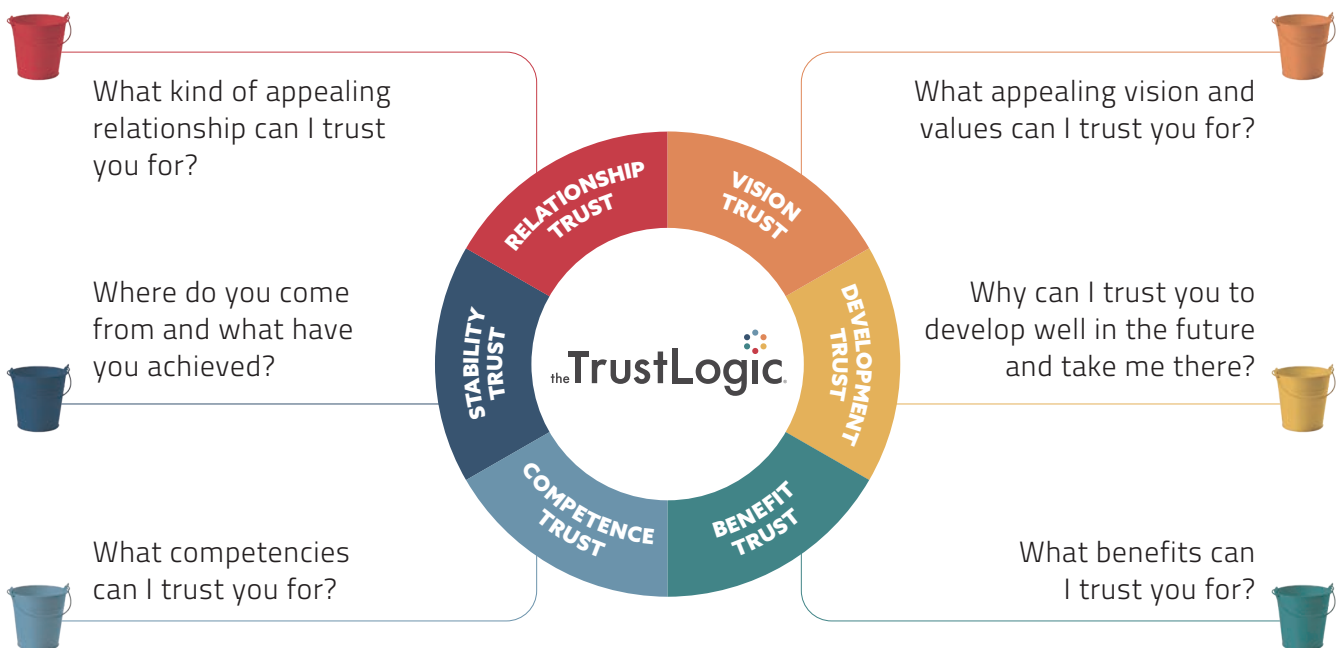 What kind of appealing
relationship can I trust
you for?
What appealing vision and
values can I trust you for?
RELATIONSHIP
TRUST
VISION
TRUST
Where do you come
from and what have
you achieved?
STABILITY
TRUST
the TrustLogic
DEVELOPMENT
TRUST
Why can I trust you to
develop well in the future
and take me there?
COMPETENCE
TRUST
BENEFIT
TRUST
What competencies
can I trust you for?
What benefits can
I trust you for?